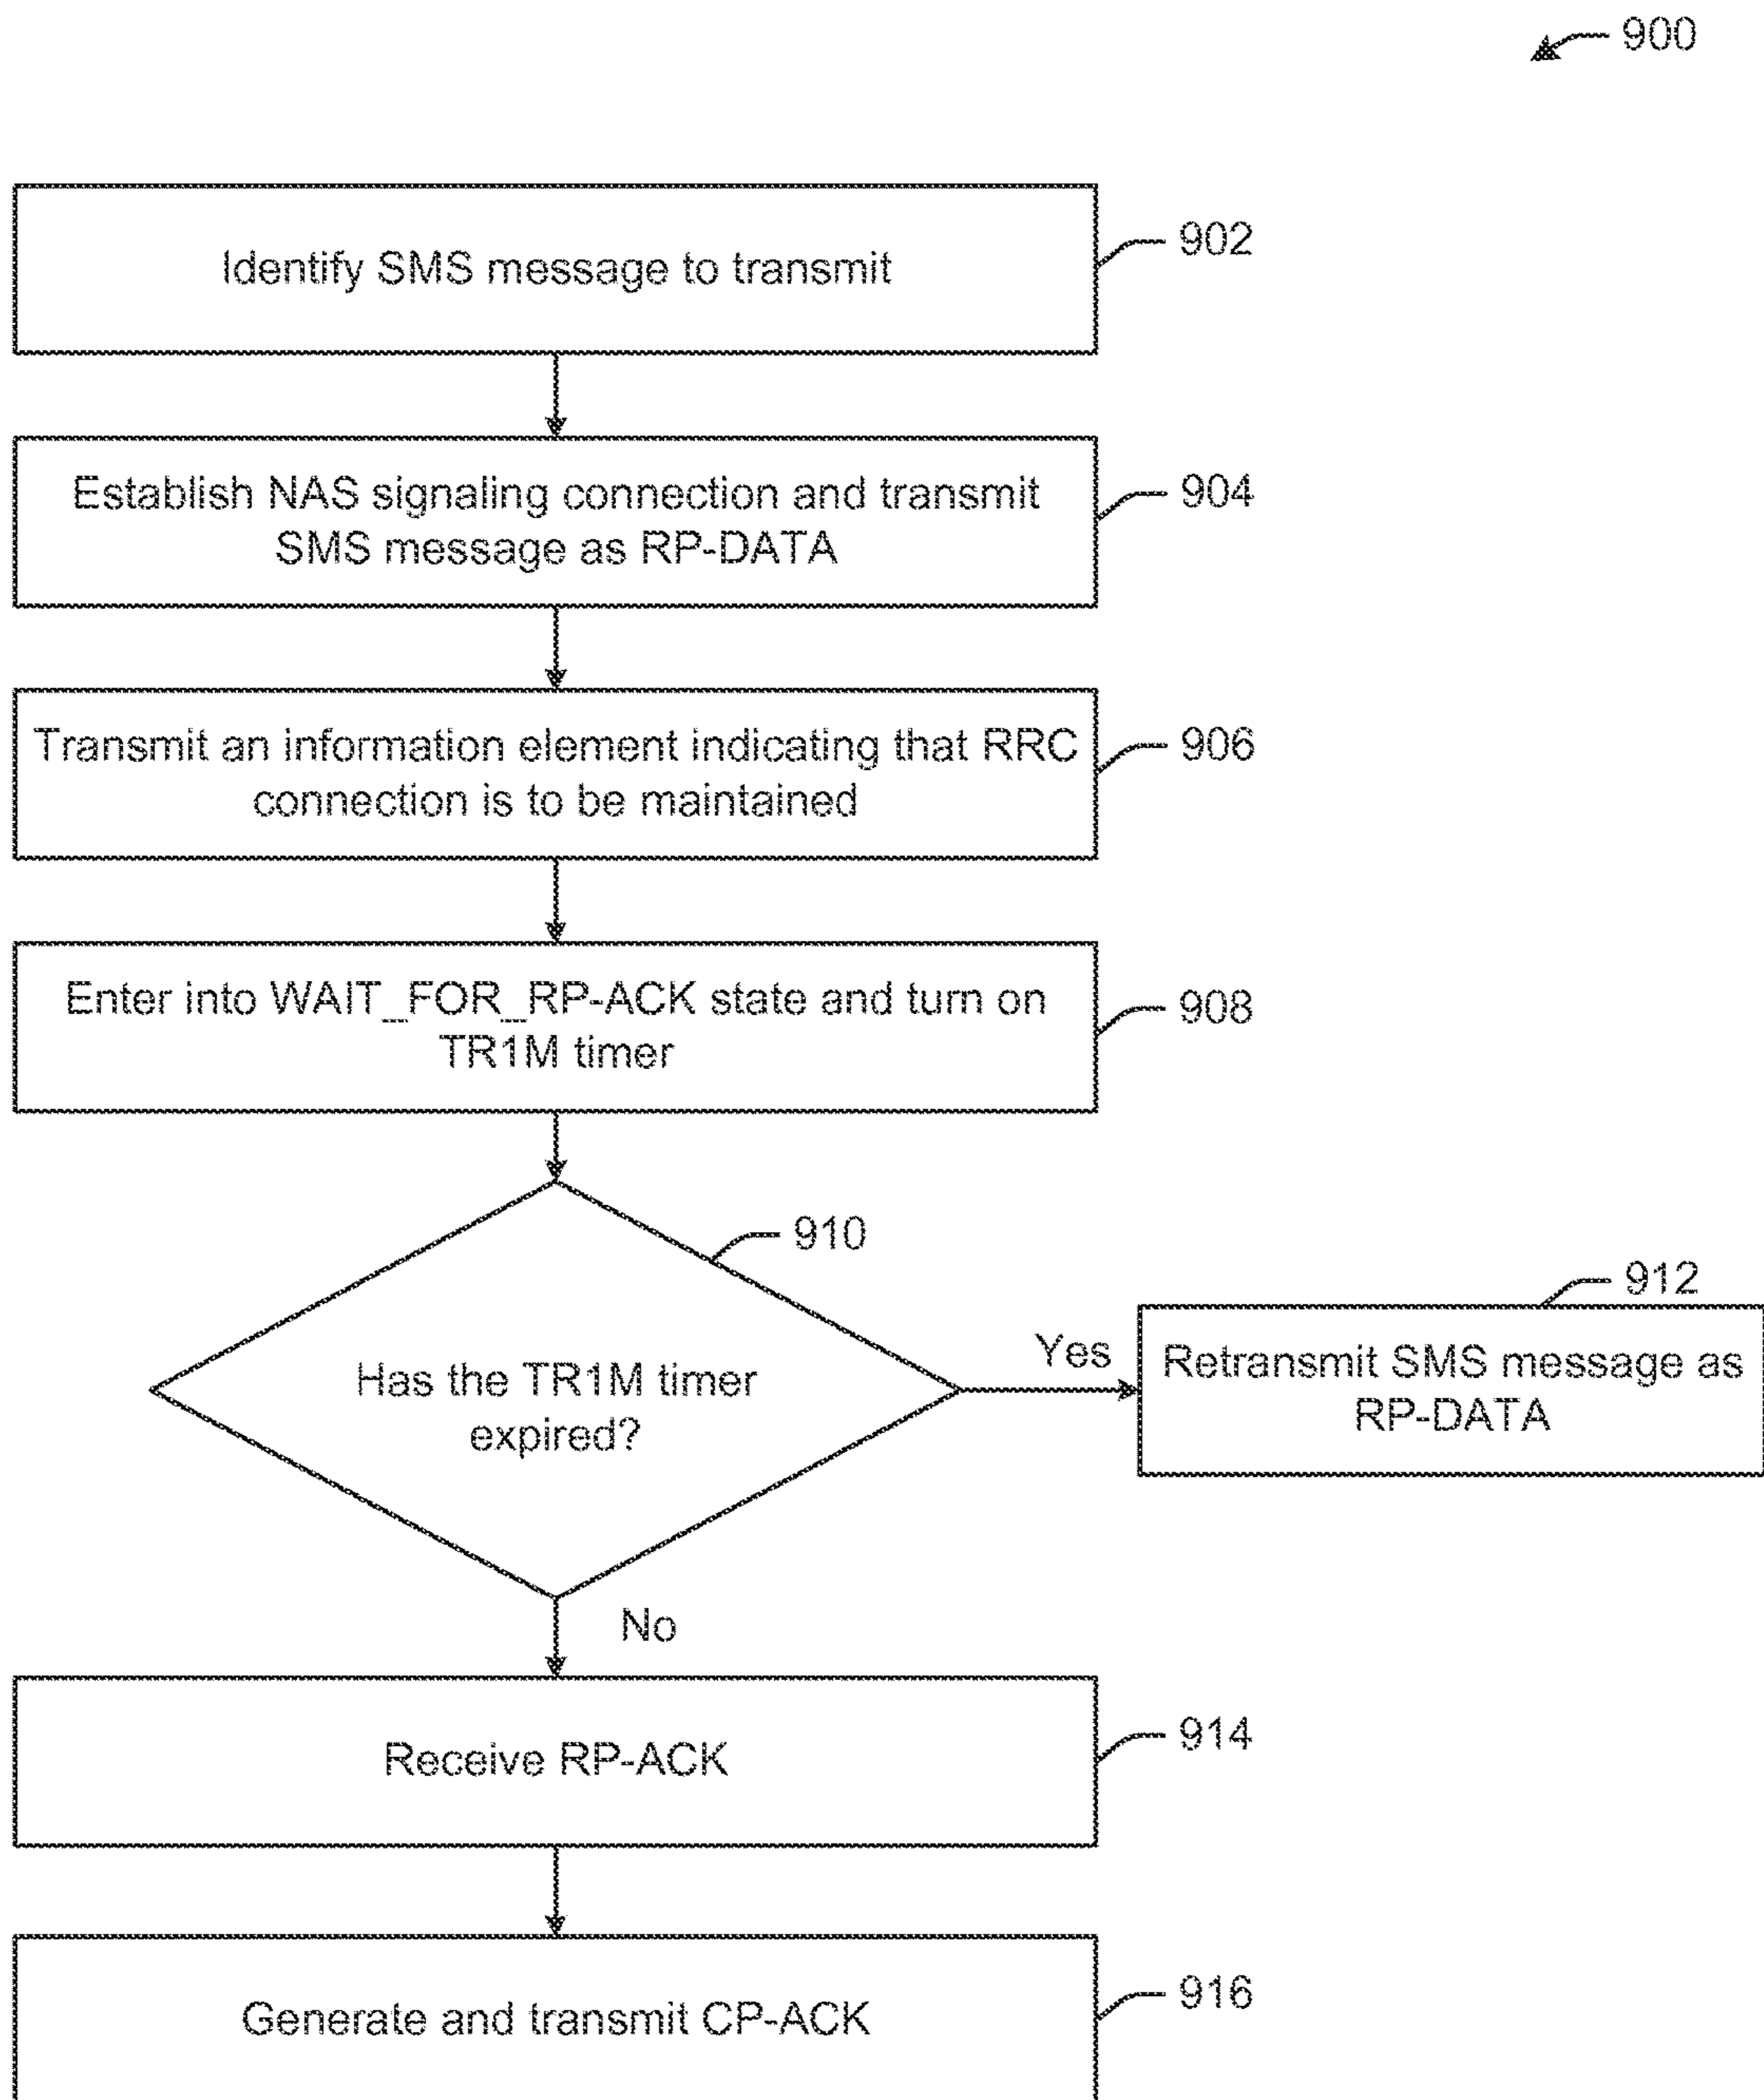 900
Identify SMS message to transmit
902
Establish NAS signaling connection and transmit
SMS message as RP-DATA
904
Transmit an information element indicating that RRC
connection is to be maintained
906
Enter into WAIT_FOR_RP-ACK state and turn on
TR1M timer
908
910
Has the TR1M timer
expired?
Yes
912
Retransmit SMS message as
RP-DATA
No
Receive RP-ACK
914
Generate and transmit CP-ACK
916